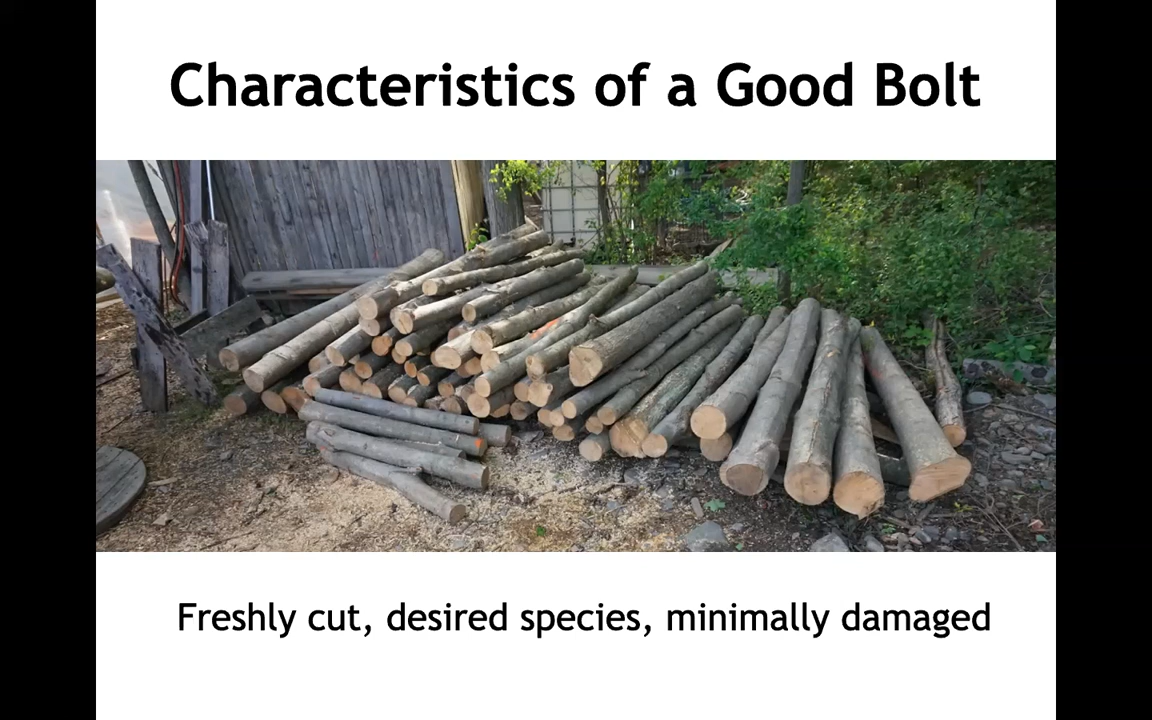 Characteristics of a Good Bolt
Freshly cut, desired species, minimally damaged